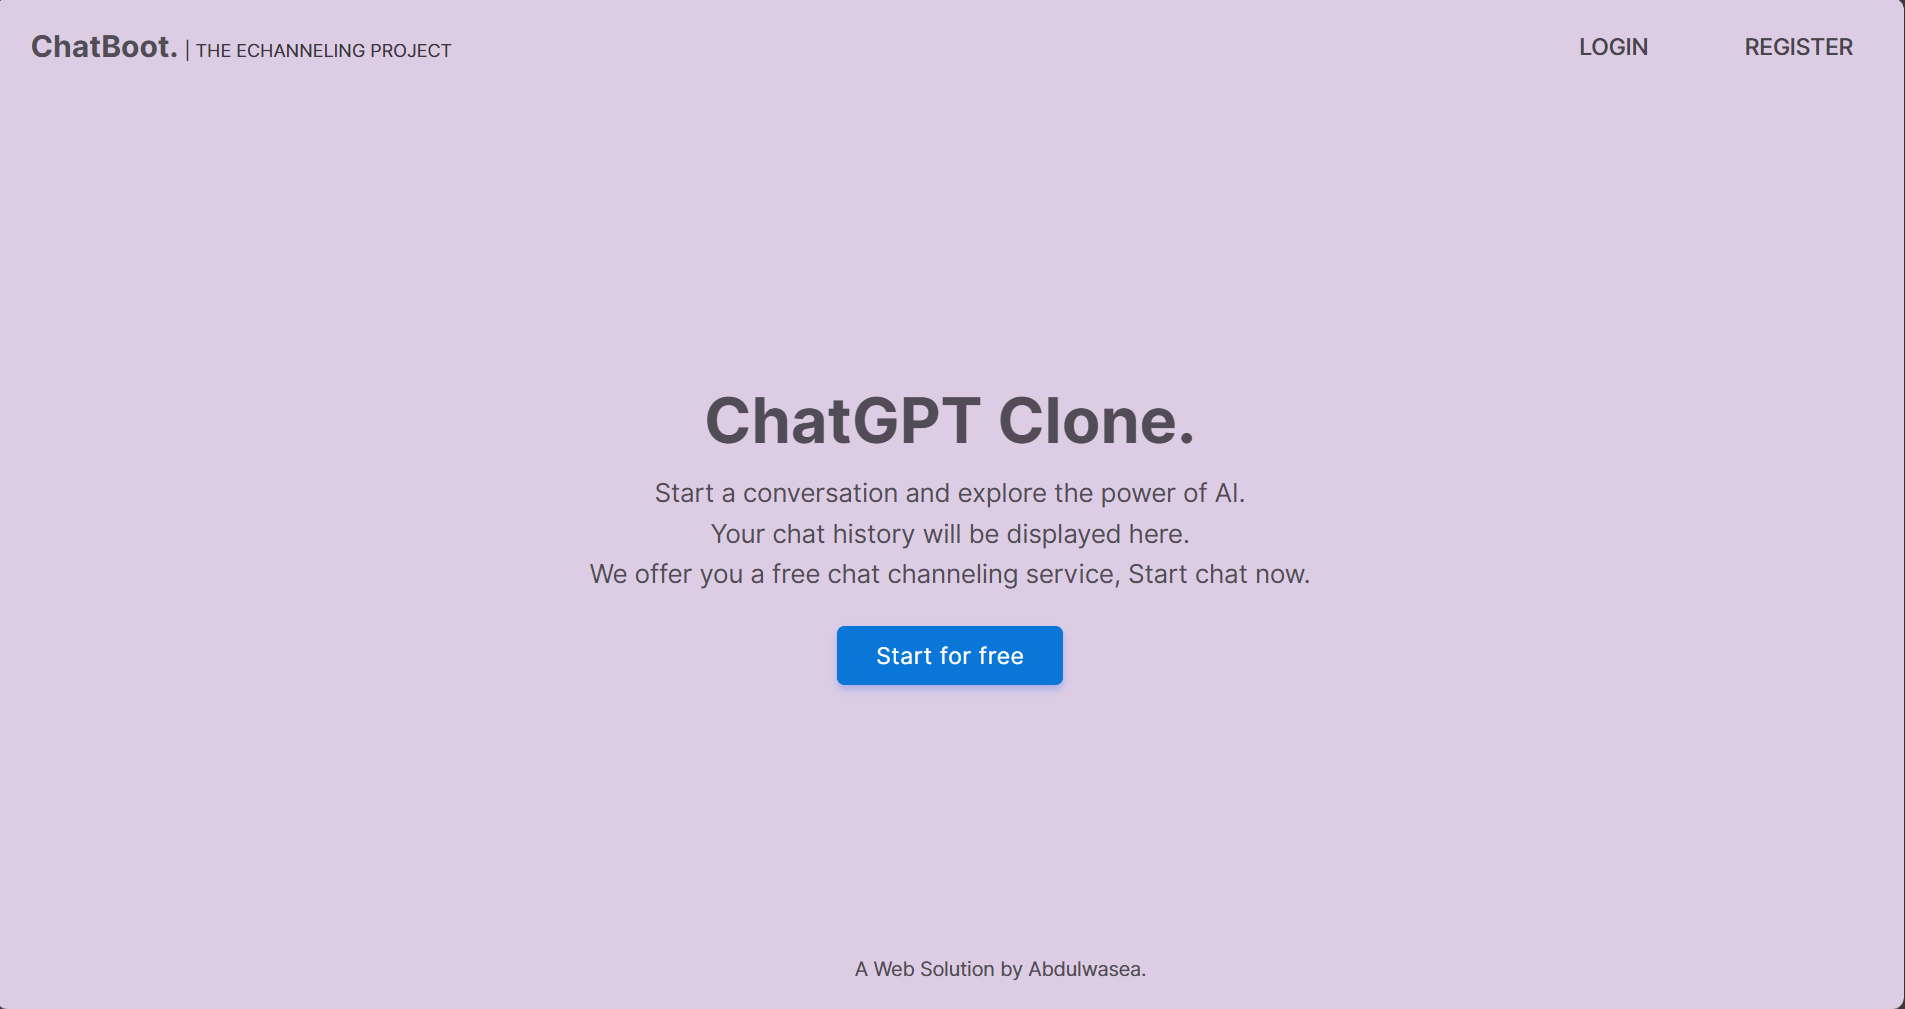 ChatBoot. | THE ECHANNELING PROJECT
LOGIN
REGISTER
ChatGPT Clone.
Start a conversation and explore the power of AI.
Your chat history will be displayed here.
We offer you a free chat channeling service, Start chat now.
Start for free
A Web Solution by Abdulwasea.